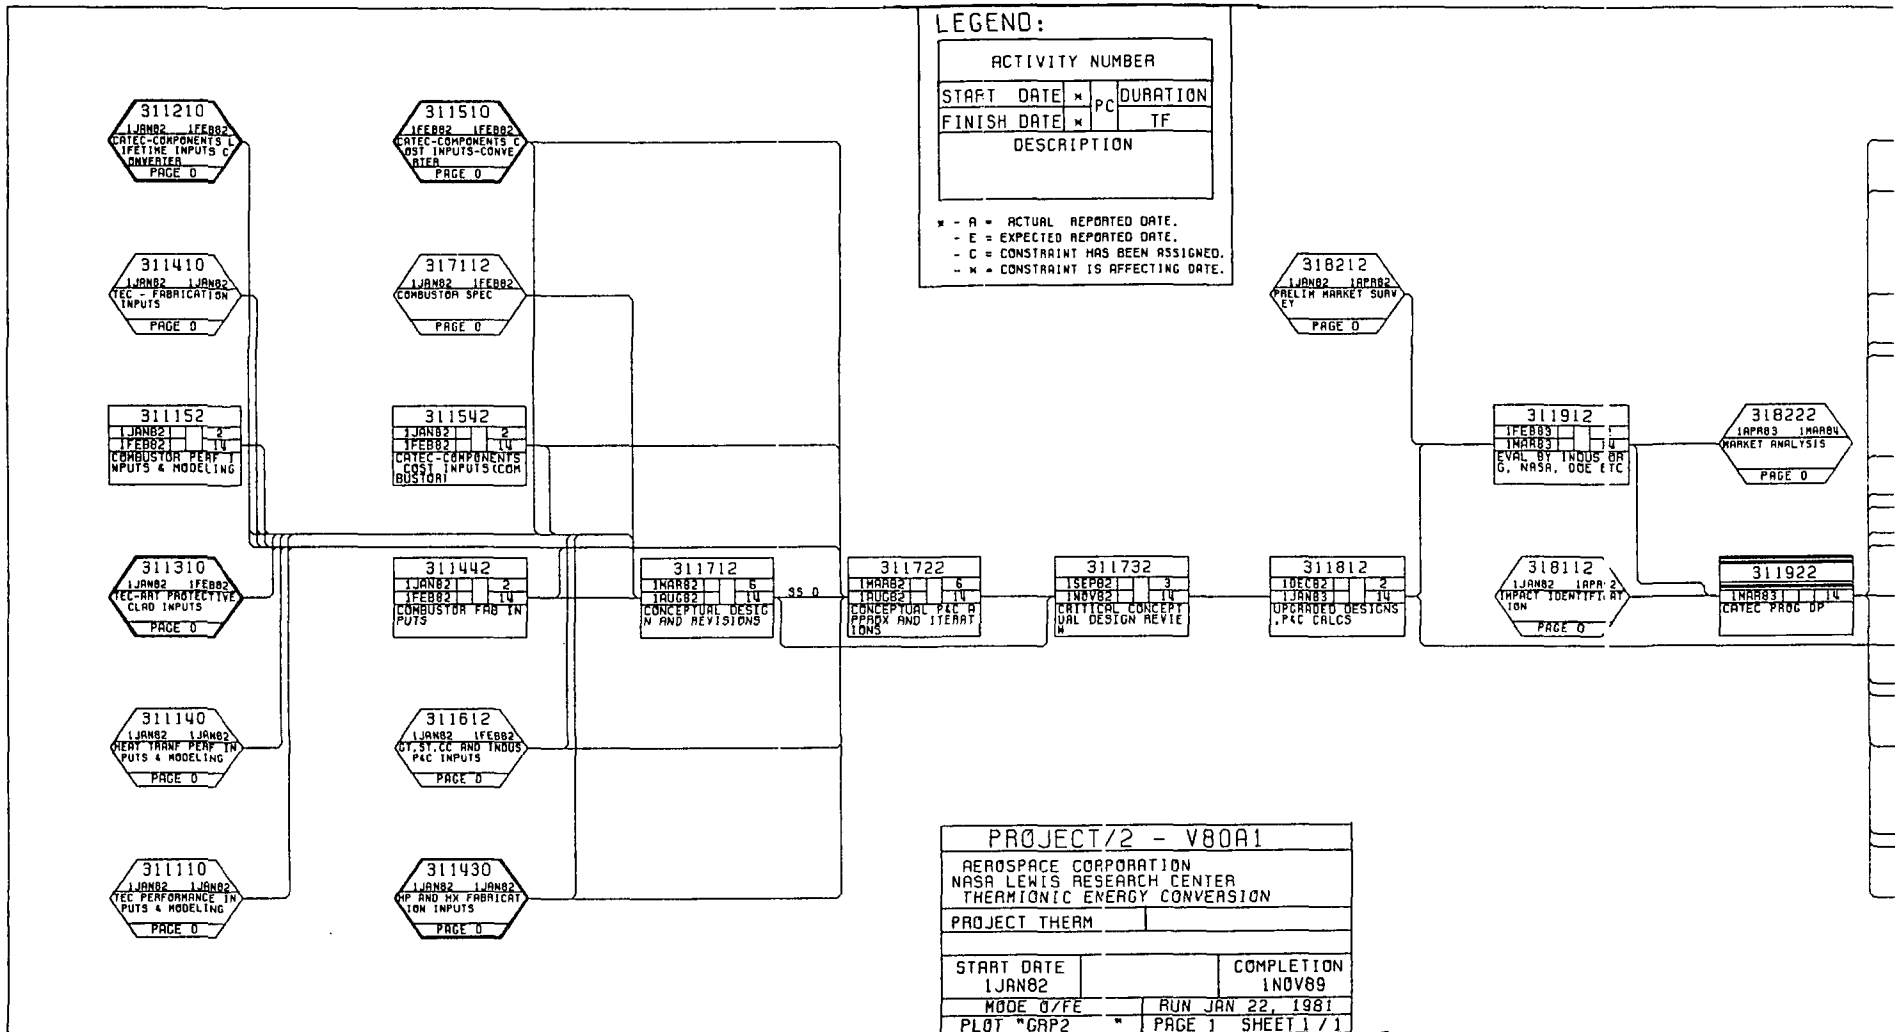 LEGEND:
ACTIVITY NUMBER
START DATE * PC DURATION
FINISH DATE * TF
DESCRIPTION
* - A = ACTUAL REPORTED DATE.
- E = EXPECTED REPORTED DATE.
- C = CONSTRAINT HAS BEEN ASSIGNED.
- * = CONSTRAINT IS AFFECTING DATE.
311210
1JAN82 1FEB82
CATEC-COMPONENTS L
IFETIME INPUTS C
ONVERTER
PAGE 0
311510
1FEB82 1FEB82
CATEC-COMPONENTS C
OST INPUTS-CONVE
RTER
PAGE 0
311410
1JAN82 1JAN82
TEC - FABRICATION
INPUTS
PAGE 0
317112
1JAN82 1FEB82
COMBUSTOR SPEC
PAGE 0
318212
1JAN82 1APR82
PRELIM MARKET SURV
EY
PAGE 0
311152
1JAN82 2
1FEB82 14
COMBUSTOR PERF I
NPUTS & MODELING
311542
1JAN82 2
1FEB82 14
CATEC-COMPONENTS
COST INPUTS(COM
BUSTOR)
311912
1FEB83 1
1MAR83 14
EVAL BY INDUS OR
G, NASA, DOE ETC
318222
1APR83 1MAR84
MARKET ANALYSIS
PAGE 0
311310
1JAN82 1FEB82
TEC-ART PROTECTIVE
CLAD INPUTS
PAGE 0
311442
1JAN82 2
1FEB82 14
COMBUSTOR FAB IN
PUTS
311712
1MAR82 6
1AUG82 14
CONCEPTUAL DESIG
N AND REVISIONS
SS 0
311722
1MAR82 6
1AUG82 14
CONCEPTUAL P&C A
PPROX AND ITERAT
IONS
311732
1SEP82 3
1NOV82 14
CRITICAL CONCEPT
UAL DESIGN REVIE
W
311812
1DEC82 2
1JAN83 14
UPGRADED DESIGNS
,P&C CALCS
318112
1JAN82 1APR 2
IMPACT IDENTIFICAT
ION
PAGE 0
311922
1MAR83 14
CATEC PROG DP
311140
1JAN82 1JAN82
HEAT TRANF PERF IN
PUTS & MODELING
PAGE 0
311612
1JAN82 1FEB82
GT,ST,CC AND INDUS
P&C INPUTS
PAGE 0
311110
1JAN82 1JAN82
TEC PERFORMANCE IN
PUTS & MODELING
PAGE 0
311430
1JAN82 1JAN82
HP AND HX FABRICAT
ION INPUTS
PAGE 0
PROJECT/2 - V80A1
AEROSPACE CORPORATION
NASA LEWIS RESEARCH CENTER
THERMIONIC ENERGY CONVERSION
PROJECT THERM
START DATE COMPLETION
1JAN82 1NOV89
MODE O/FE RUN JAN 22, 1981
PLOT "GRP2 " PAGE 1 SHEET 1 / 1